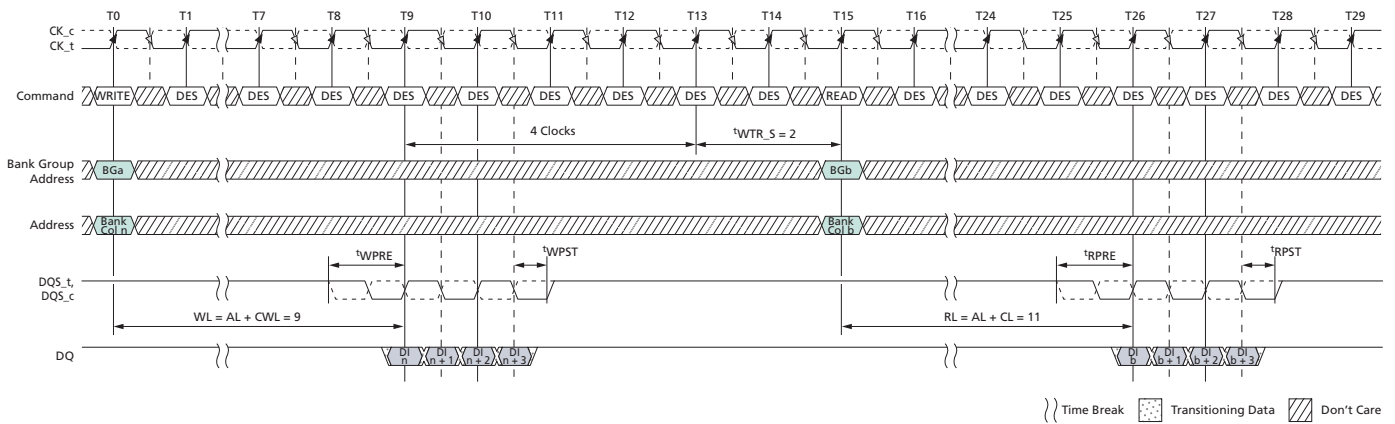 T0 T1 T7 T8 T9 T10 T11 T12 T13 T14 T15 T16 T24 T25 T26 T27 T28 T29
CK_c
CK_t
Command WRITE DES DES DES DES DES DES DES DES DES READ DES DES DES DES DES DES DES
4 Clocks tWTR_S = 2
Bank Group
Address BGa BGb
Address Bank
Col n Bank
Col b
tWPRE tWPST tRPRE tRPST
DQS_t,
DQS_c
WL = AL + CWL = 9 RL = AL + CL = 11
DQ DI
n DI
n + 1 DI
n + 2 DI
n + 3 DI
b DI
b + 1 DI
b + 2 DI
b + 3
Time Break Transitioning Data Don't Care